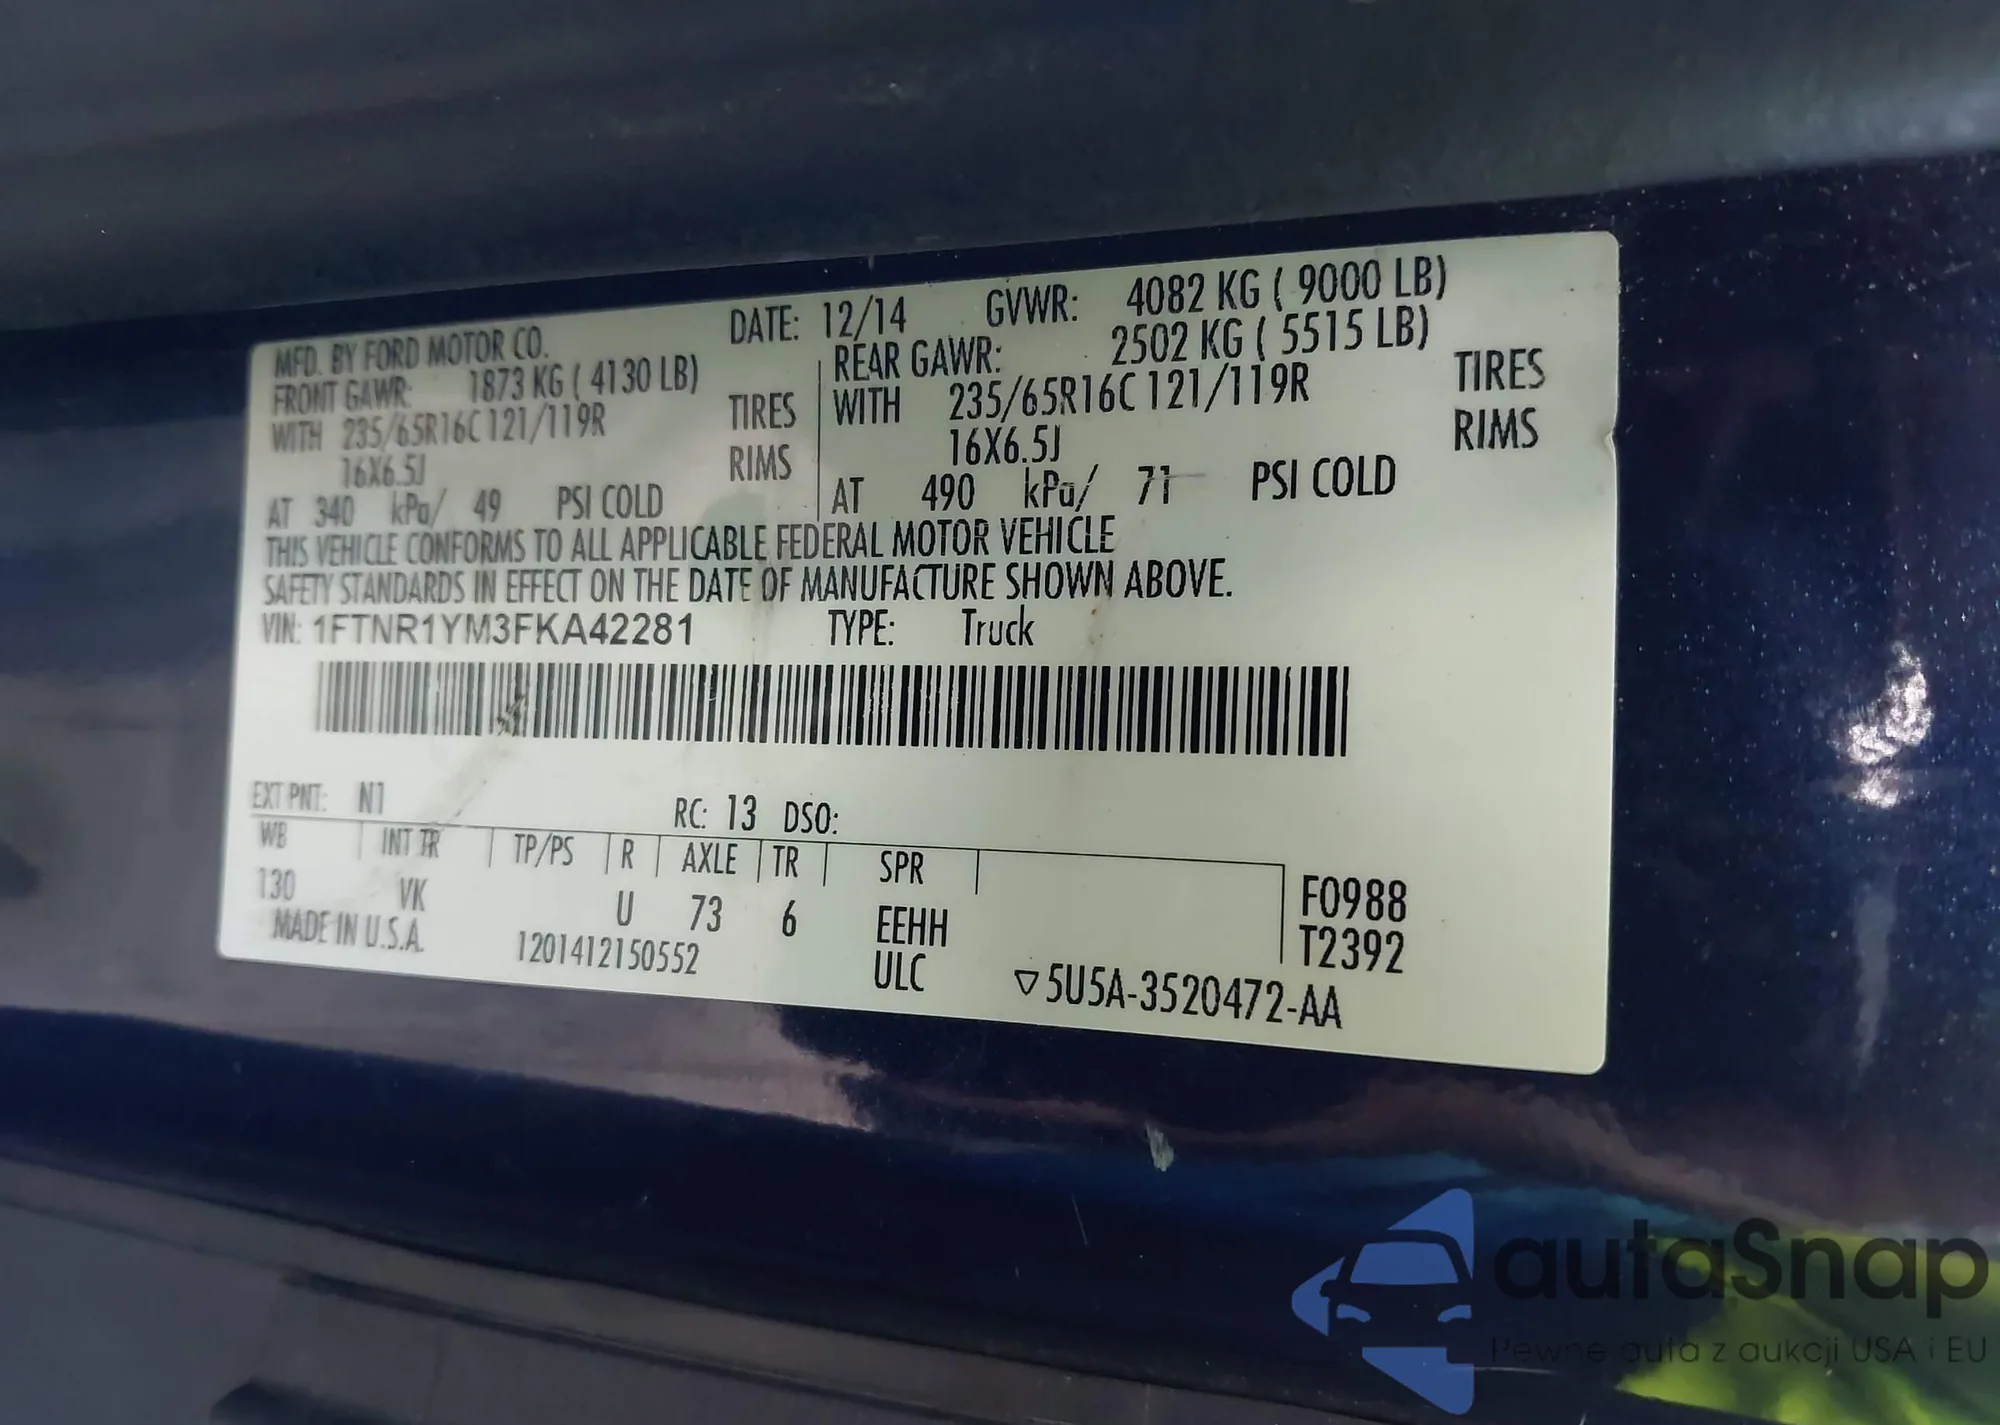 MFD. BY FORD MOTOR CO. DATE: 12/14 GVWR: 4082 KG ( 9000 LB)
FRONT GAWR: 1873 KG ( 4130 LB) REAR GAWR: 2502 KG ( 5515 LB)
WITH 235/65R16C 121/119R TIRES WITH 235/65R16C 121/119R TIRES
16X6.5J RIMS 16X6.5J RIMS
AT 340 kPa/ 49 PSI COLD AT 490 kPa/ 71 PSI COLD
THIS VEHICLE CONFORMS TO ALL APPLICABLE FEDERAL MOTOR VEHICLE
SAFETY STANDARDS IN EFFECT ON THE DATE OF MANUFACTURE SHOWN ABOVE.
VIN: 1FTNR1YM3FKA42281 TYPE: Truck
EXT PNT: N1 RC: 13 DSO:
WB INT TR TP/PS R AXLE TR SPR
130 VK U 73 6 EEHH F0988
MADE IN U.S.A. 1201412150552 ULC T2392
▽5U5A-3520472-AA
autaSnap
Pewne auta z aukcji USA i EU